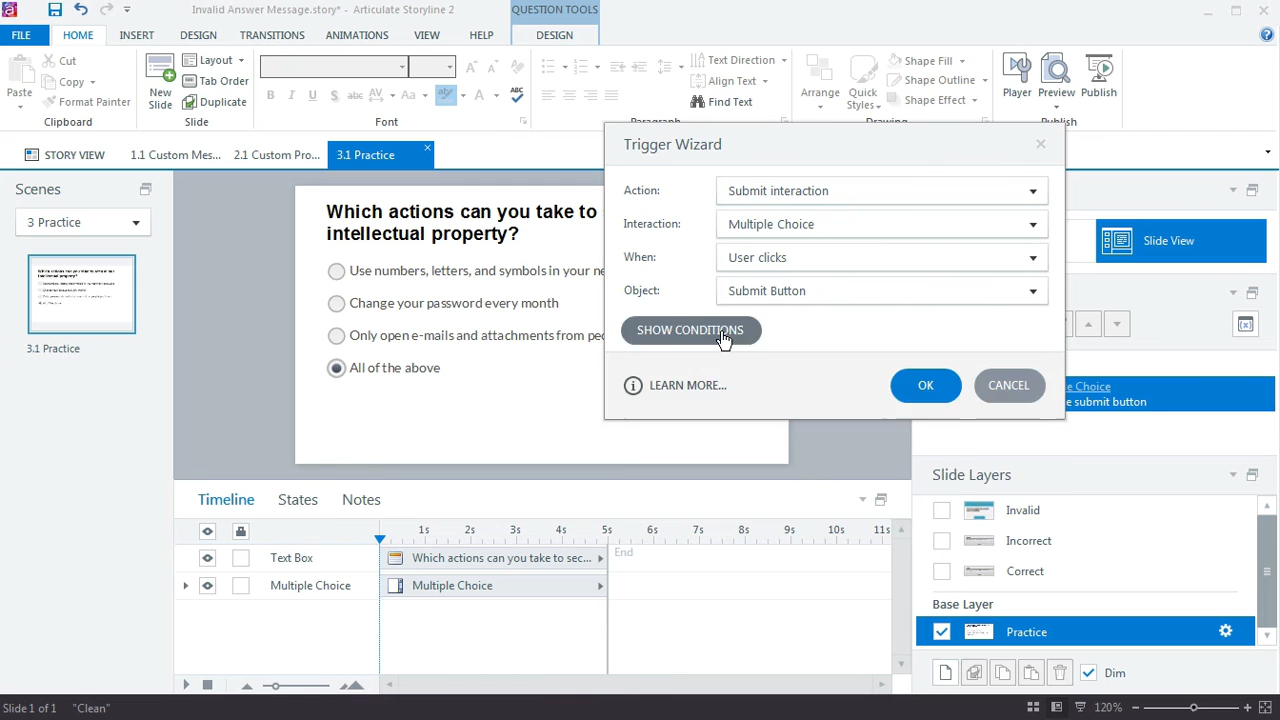 Invalid Answer Message.story* - Articulate Storyline 2
QUESTION TOOLS
FILE
HOME
INSERT
DESIGN
TRANSITIONS
ANIMATIONS
VIEW
HELP
DESIGN
Paste
Cut
Copy
Format Painter
Clipboard
New
Slide
Layout
Tab Order
Duplicate
Slide
Font
Text Direction
Align Text
Find Text
Paragraph
Arrange
Quick
Styles
Shape Fill
Shape Outline
Shape Effect
Drawing
Player
Preview
Publish
Publish
STORY VIEW
1.1 Custom Mes...
2.1 Custom Pro...
3.1 Practice
Scenes
3 Practice
3.1 Practice
Which actions can you take to
intellectual property?
Use numbers, letters, and symbols in your ne
Change your password every month
Only open e-mails and attachments from pe
All of the above
Trigger Wizard
Action:
Submit interaction
Interaction:
Multiple Choice
When:
User clicks
Object:
Submit Button
SHOW CONDITIONS
LEARN MORE...
OK
CANCEL
Slide View
e Choice
e submit button
Slide Layers
Invalid
Incorrect
Correct
Base Layer
Practice
Dim
Timeline
States
Notes
1s 2s 3s 4s 5s 6s 7s 8s 9s 10s 11s
End
Text Box
Which actions can you take to sec...
Multiple Choice
Multiple Choice
Slide 1 of 1
"Clean"
120%